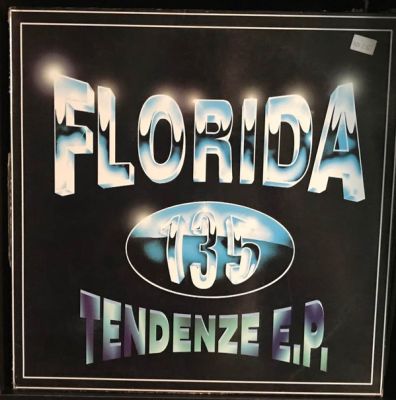 FLORIDA
135
TENDENZE E.P.